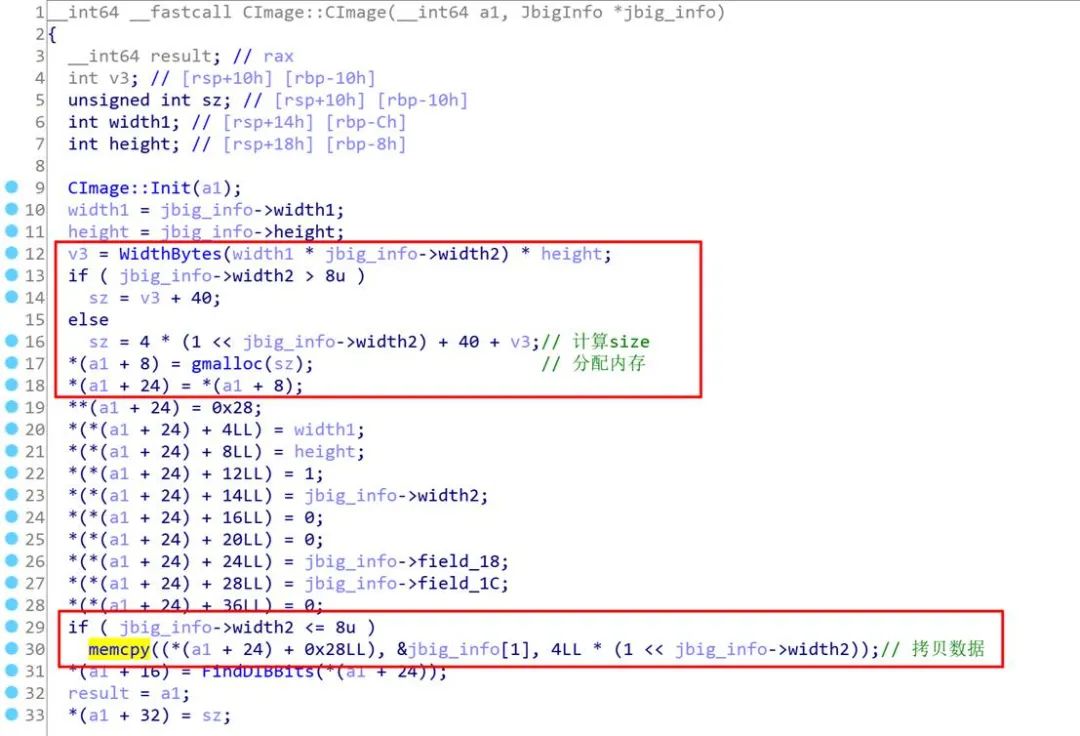 1 __int64 __fastcall CImage::CImage(__int64 a1, JbigInfo *jbig_info)
2 {
3 __int64 result; // rax
4 int v3; // [rsp+10h] [rbp-10h]
5 unsigned int sz; // [rsp+10h] [rbp-10h]
6 int width1; // [rsp+14h] [rbp-Ch]
7 int height; // [rsp+18h] [rbp-8h]
8
9 CImage::Init(a1);
10 width1 = jbig_info->width1;
11 height = jbig_info->height;
12 v3 = WidthBytes(width1 * jbig_info->width2) * height;
13 if ( jbig_info->width2 > 8u )
14 sz = v3 + 40;
15 else
16 sz = 4 * (1 << jbig_info->width2) + 40 + v3;// 计算size
17 *(a1 + 8) = gmalloc(sz); // 分配内存
18 *(a1 + 24) = *(a1 + 8);
19 **(a1 + 24) = 0x28;
20 *(*(a1 + 24) + 4LL) = width1;
21 *(*(a1 + 24) + 8LL) = height;
22 *(*(a1 + 24) + 12LL) = 1;
23 *(*(a1 + 24) + 14LL) = jbig_info->width2;
24 *(*(a1 + 24) + 16LL) = 0;
25 *(*(a1 + 24) + 20LL) = 0;
26 *(*(a1 + 24) + 24LL) = jbig_info->field_18;
27 *(*(a1 + 24) + 28LL) = jbig_info->field_1C;
28 *(*(a1 + 24) + 36LL) = 0;
29 if ( jbig_info->width2 <= 8u )
30 memcpy((*(a1 + 24) + 0x28LL), &jbig_info[1], 4LL * (1 << jbig_info->width2));// 拷贝数据
31 *(a1 + 16) = FindDIBBits(*(a1 + 24));
32 result = a1;
33 *(a1 + 32) = sz;